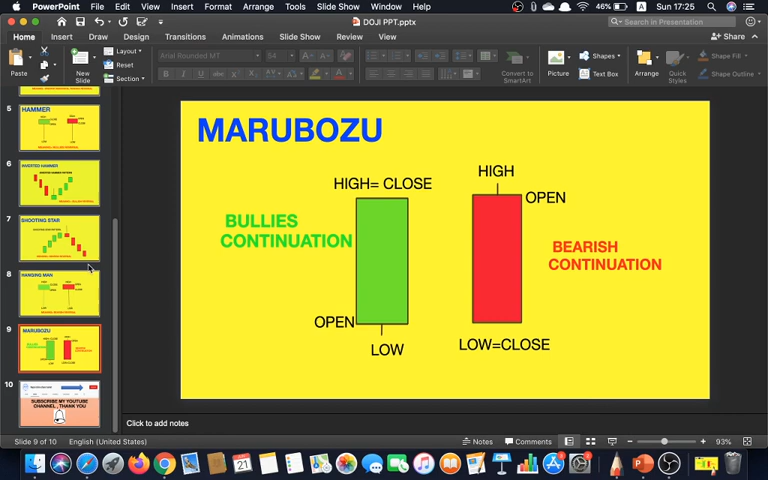 PowerPoint File Edit View Insert Format Arrange Tools Slide Show Window Help 46% Sun 17:25
DOJI PPT.pptx
Search in Presentation
Home Insert Draw Design Transitions Animations Slide Show Review View Share
Paste
New Slide
Layout
Reset
Section
Arial Rounded MT
54
Convert to SmartArt
Picture
Shapes
Text Box
Arrange
Quick Styles
Shape Fill
Shape Outline
5
HAMMER
6
INVERTED HAMMER
7
SHOOTING STAR
8
HANGING MAN
9
MARUBOZU
10
SUBSCRIBE MY YOUTUBE CHANNEL , THANK YOU
MARUBOZU
HIGH= CLOSE
HIGH
OPEN
BULLIES
CONTINUATION
BEARISH
CONTINUATION
OPEN
LOW
LOW=CLOSE
Click to add notes
Slide 9 of 10 English (United States) Notes Comments 93%
21